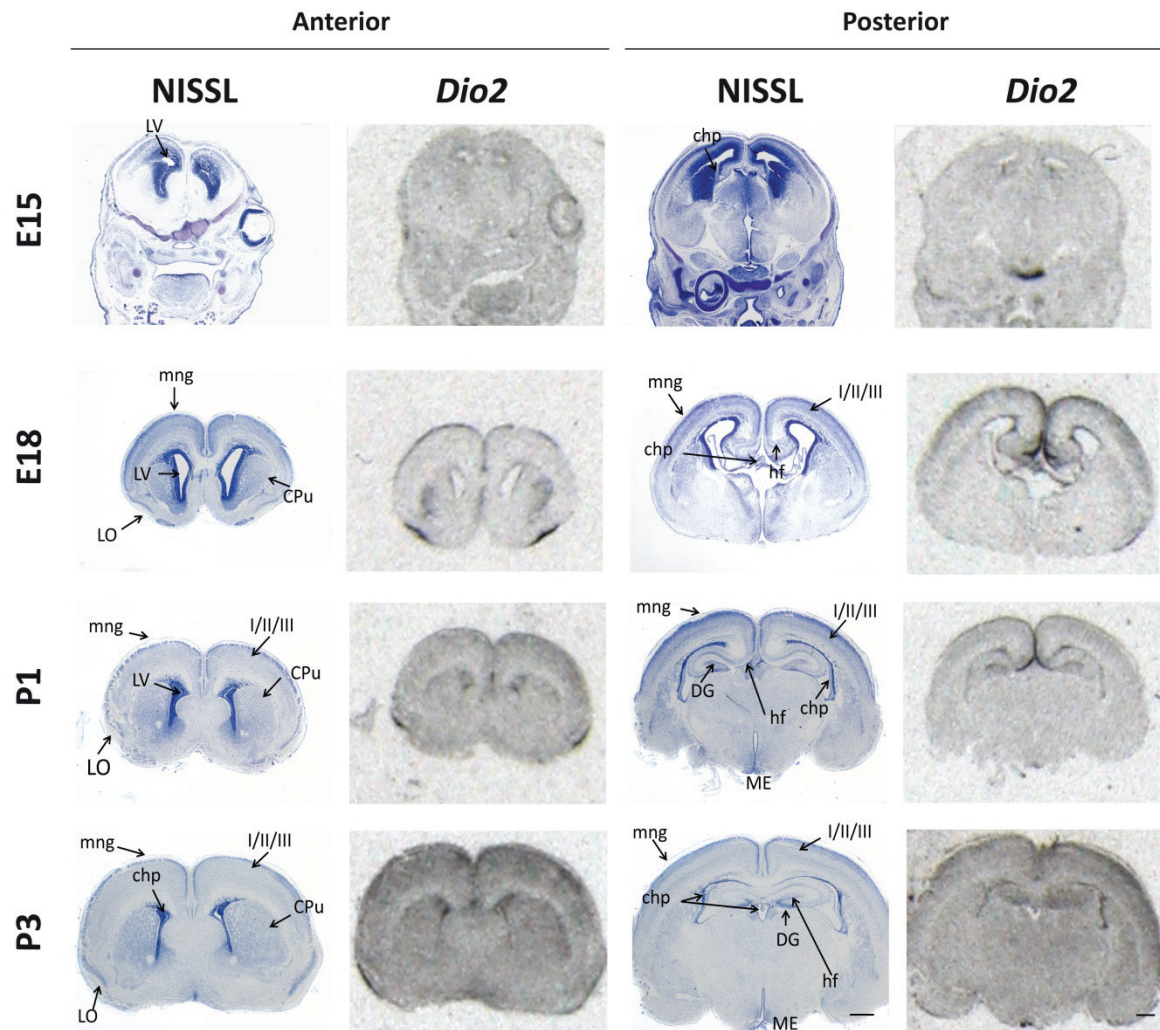 Anterior
Posterior
NISSL
Dio2
NISSL
Dio2
E15
LV
chp
E18
mng
LV
CPu
LO
mng
I/II/III
chp
hf
P1
mng
I/II/III
CPu
LV
LO
mng
I/II/III
DG
hf
chp
ME
P3
mng
I/II/III
chp
CPu
LO
mng
I/II/III
chp
DG
hf
ME